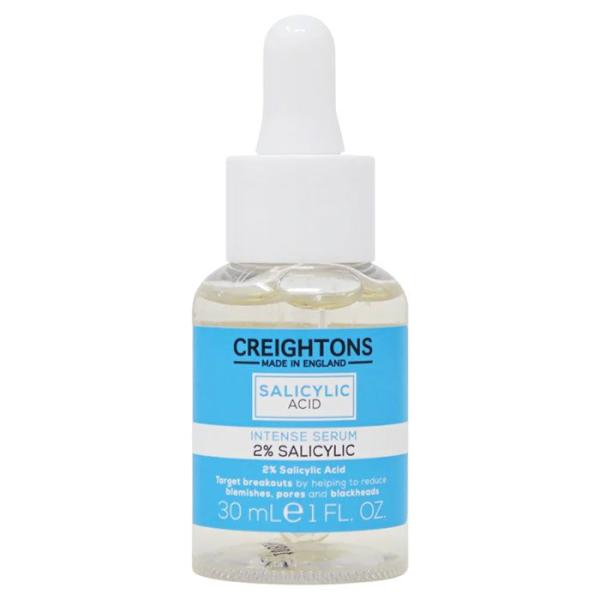 CREIGHTONS
MADE IN ENGLAND
SALICYLIC
ACID
INTENSE SERUM
2% SALICYLIC
2% Salicylic Acid
Target breakouts by helping to reduce
blemishes, pores and blackheads
30 mL℮1 FL. OZ.